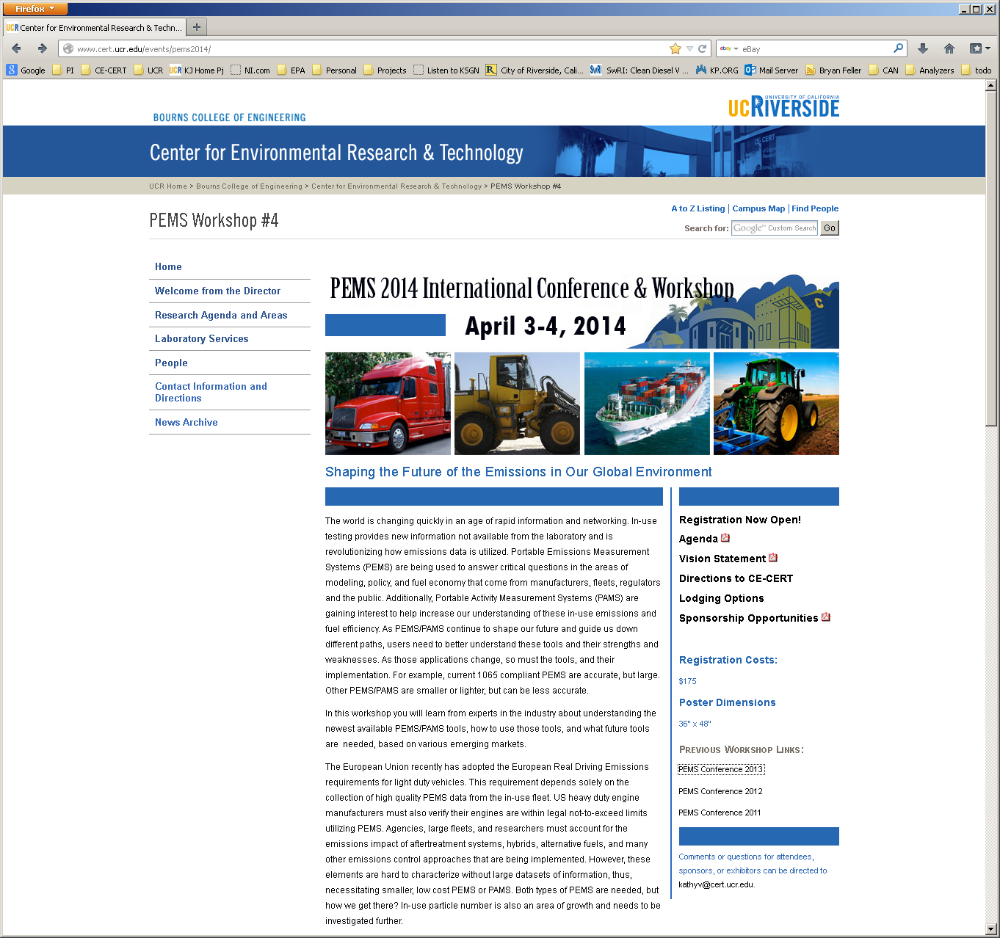 Firefox
UCR Center for Environmental Research & Techn...
www.cert.ucr.edu/events/pems2014/
ebay eBay
Google PI CE-CERT UCR UCR KJ Home Pj NI.com EPA Personal Projects Listen to KSGN R City of Riverside, Cali... SwRI SwRI: Clean Diesel V ... KP.ORG Mail Server Bryan Feller CAN Analyzers todo
UNIVERSITY OF CALIFORNIA
UCRIVERSIDE
BOURNS COLLEGE OF ENGINEERING
Center for Environmental Research & Technology
CE-CERT
UCR Home > Bourns College of Engineering > Center for Environmental Research & Technology > PEMS Workshop #4
PEMS Workshop #4
A to Z Listing | Campus Map | Find People
Search for: Google™ Custom Search Go
Home
Welcome from the Director
Research Agenda and Areas
Laboratory Services
People
Contact Information and
Directions
News Archive
PEMS 2014 International Conference & Workshop
April 3-4, 2014
C
Shaping the Future of the Emissions in Our Global Environment
The world is changing quickly in an age of rapid information and networking. In-use
testing provides new information not available from the laboratory and is
revolutionizing how emissions data is utilized. Portable Emissions Measurement
Systems (PEMS) are being used to answer critical questions in the areas of
modeling, policy, and fuel economy that come from manufacturers, fleets, regulators
and the public. Additionally, Portable Activity Measurement Systems (PAMS) are
gaining interest to help increase our understanding of these in-use emissions and
fuel efficiency. As PEMS/PAMS continue to shape our future and guide us down
different paths, users need to better understand these tools and their strengths and
weaknesses. As those applications change, so must the tools, and their
implementation. For example, current 1065 compliant PEMS are accurate, but large.
Other PEMS/PAMS are smaller or lighter, but can be less accurate.
In this workshop you will learn from experts in the industry about understanding the
newest available PEMS/PAMS tools, how to use those tools, and what future tools
are needed, based on various emerging markets.
The European Union recently has adopted the European Real Driving Emissions
requirements for light duty vehicles. This requirement depends solely on the
collection of high quality PEMS data from the in-use fleet. US heavy duty engine
manufacturers must also verify their engines are within legal not-to-exceed limits
utilizing PEMS. Agencies, large fleets, and researchers must account for the
emissions impact of aftertreatment systems, hybrids, alternative fuels, and many
other emissions control approaches that are being implemented. However, these
elements are hard to characterize without large datasets of information, thus,
necessitating smaller, low cost PEMS or PAMS. Both types of PEMS are needed, but
how we get there? In-use particle number is also an area of growth and needs to be
investigated further.
Registration Now Open!
Agenda
Vision Statement
Directions to CE-CERT
Lodging Options
Sponsorship Opportunities
Registration Costs:
$175
Poster Dimensions
36" x 48"
PREVIOUS WORKSHOP LINKS:
PEMS Conference 2013
PEMS Conference 2012
PEMS Conference 2011
Comments or questions for attendees,
sponsors, or exhibitors can be directed to
kathyv@cert.ucr.edu.